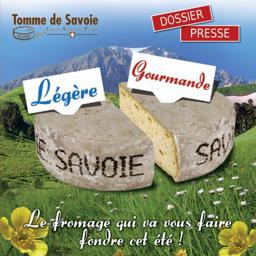 Tomme de Savoie
DOSSIER
PRESSE
Légère
Gourmande
E SAVOIE
SAV
Le fromage qui va vous faire
fondre cet été !